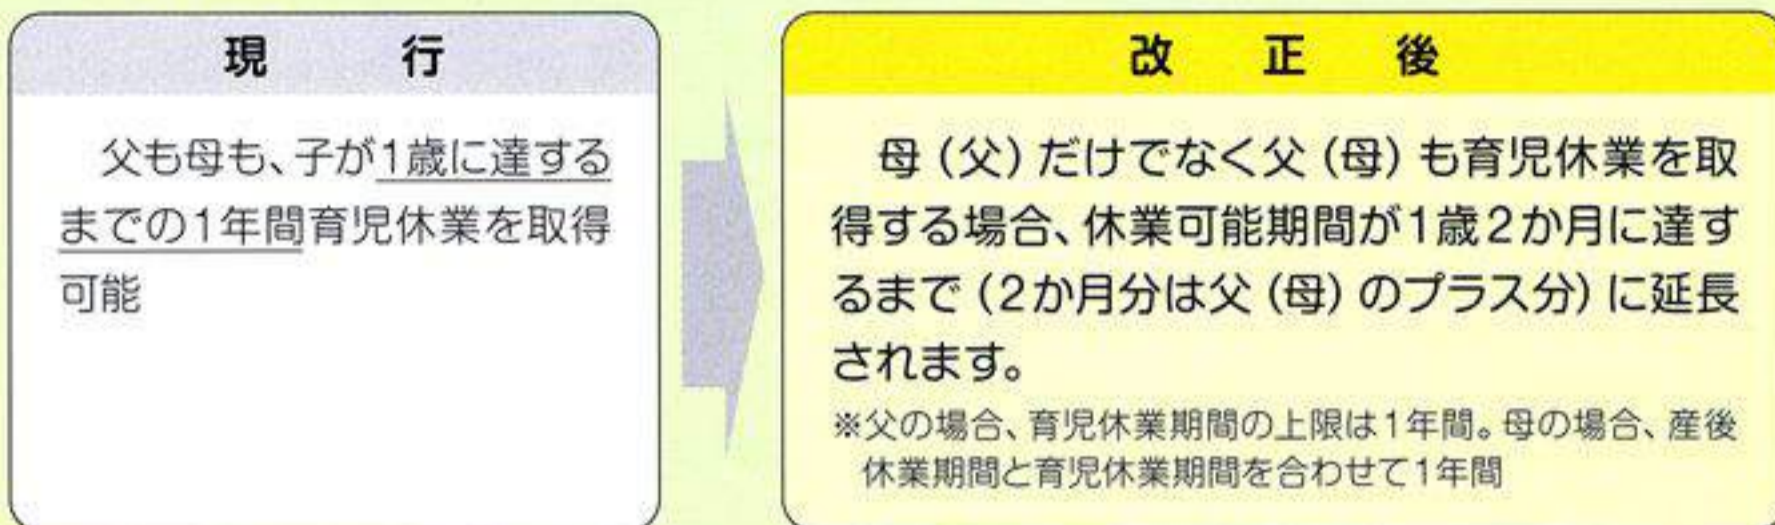 現 行
父も母も、子が1歳に達する
までの1年間育児休業を取得
可能
改 正 後
母(父)だけでなく父(母)も育児休業を取
得する場合、休業可能期間が1歳2か月に達す
るまで(2か月分は父(母)のプラス分)に延長
されます。
※父の場合、育児休業期間の上限は1年間。母の場合、産後
休業期間と育児休業期間を合わせて1年間